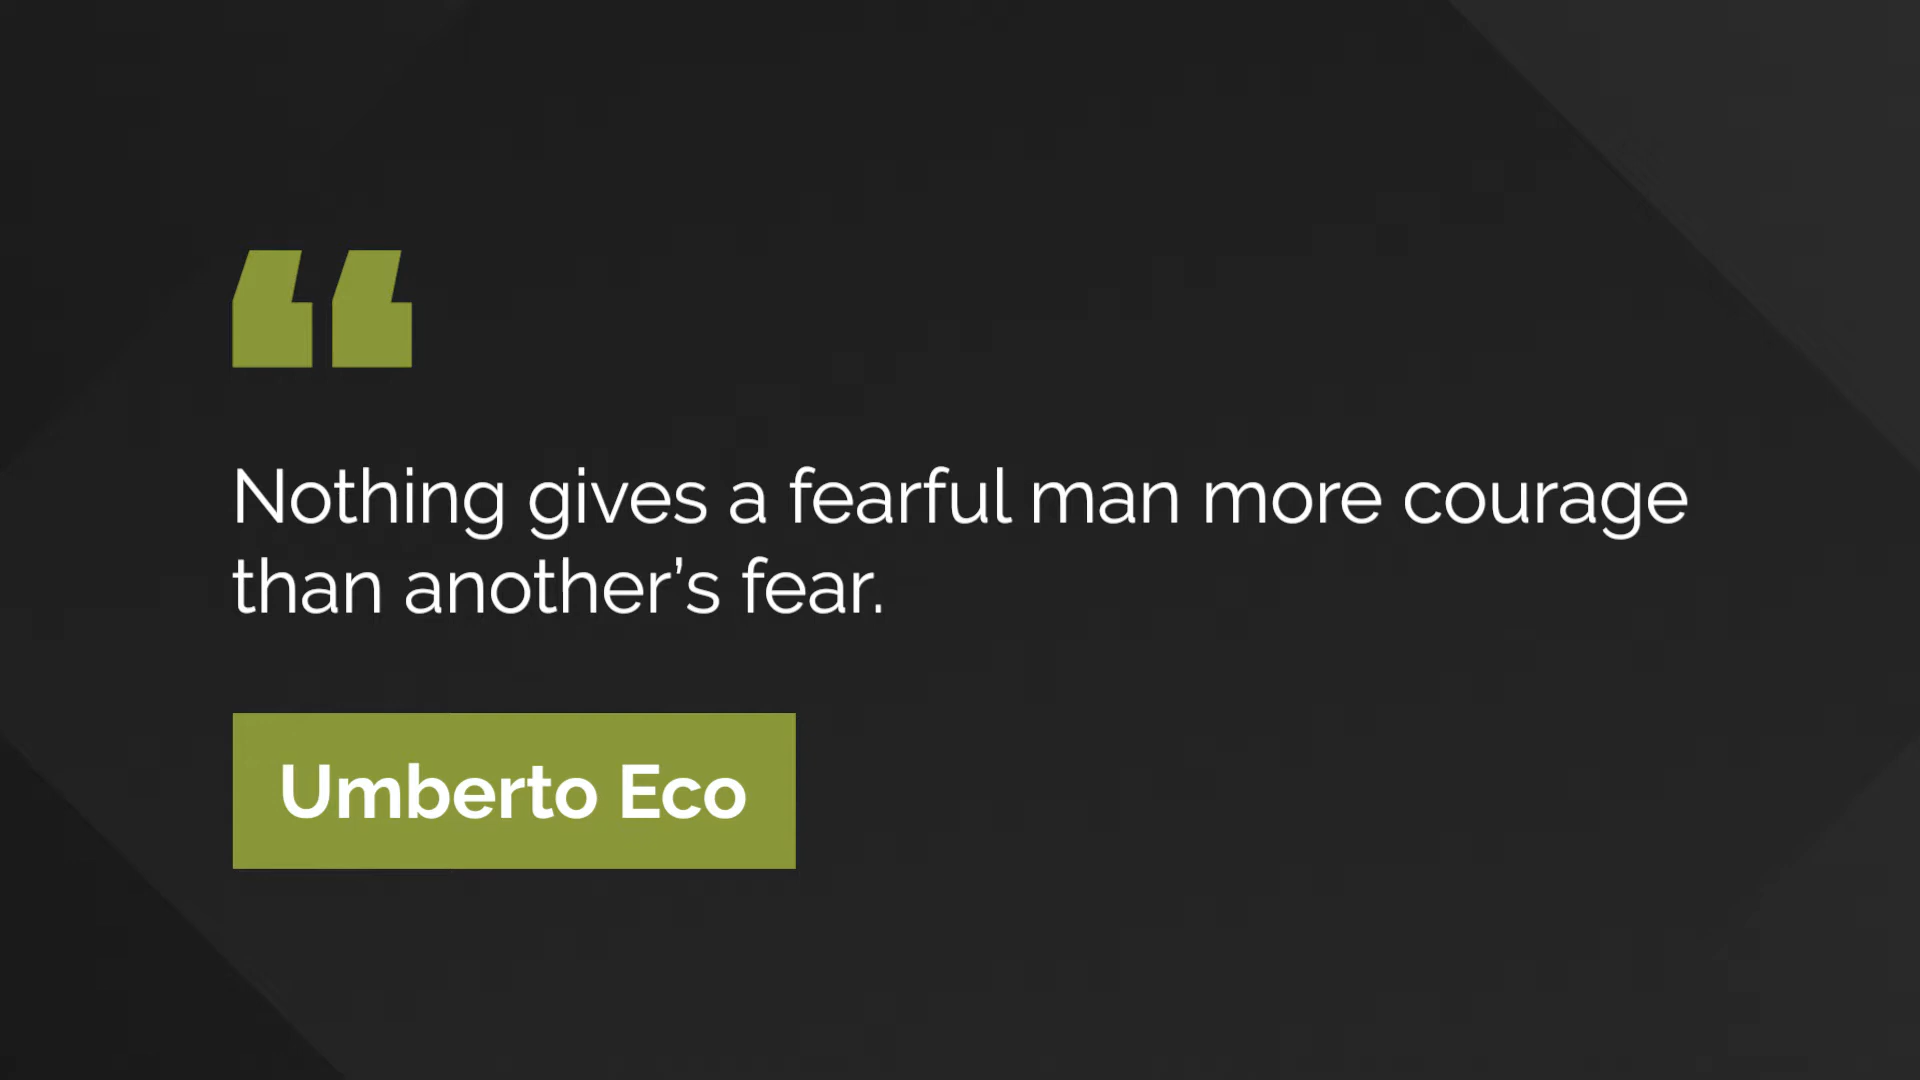 “
Nothing gives a fearful man more courage
than another’s fear.
Umberto Eco